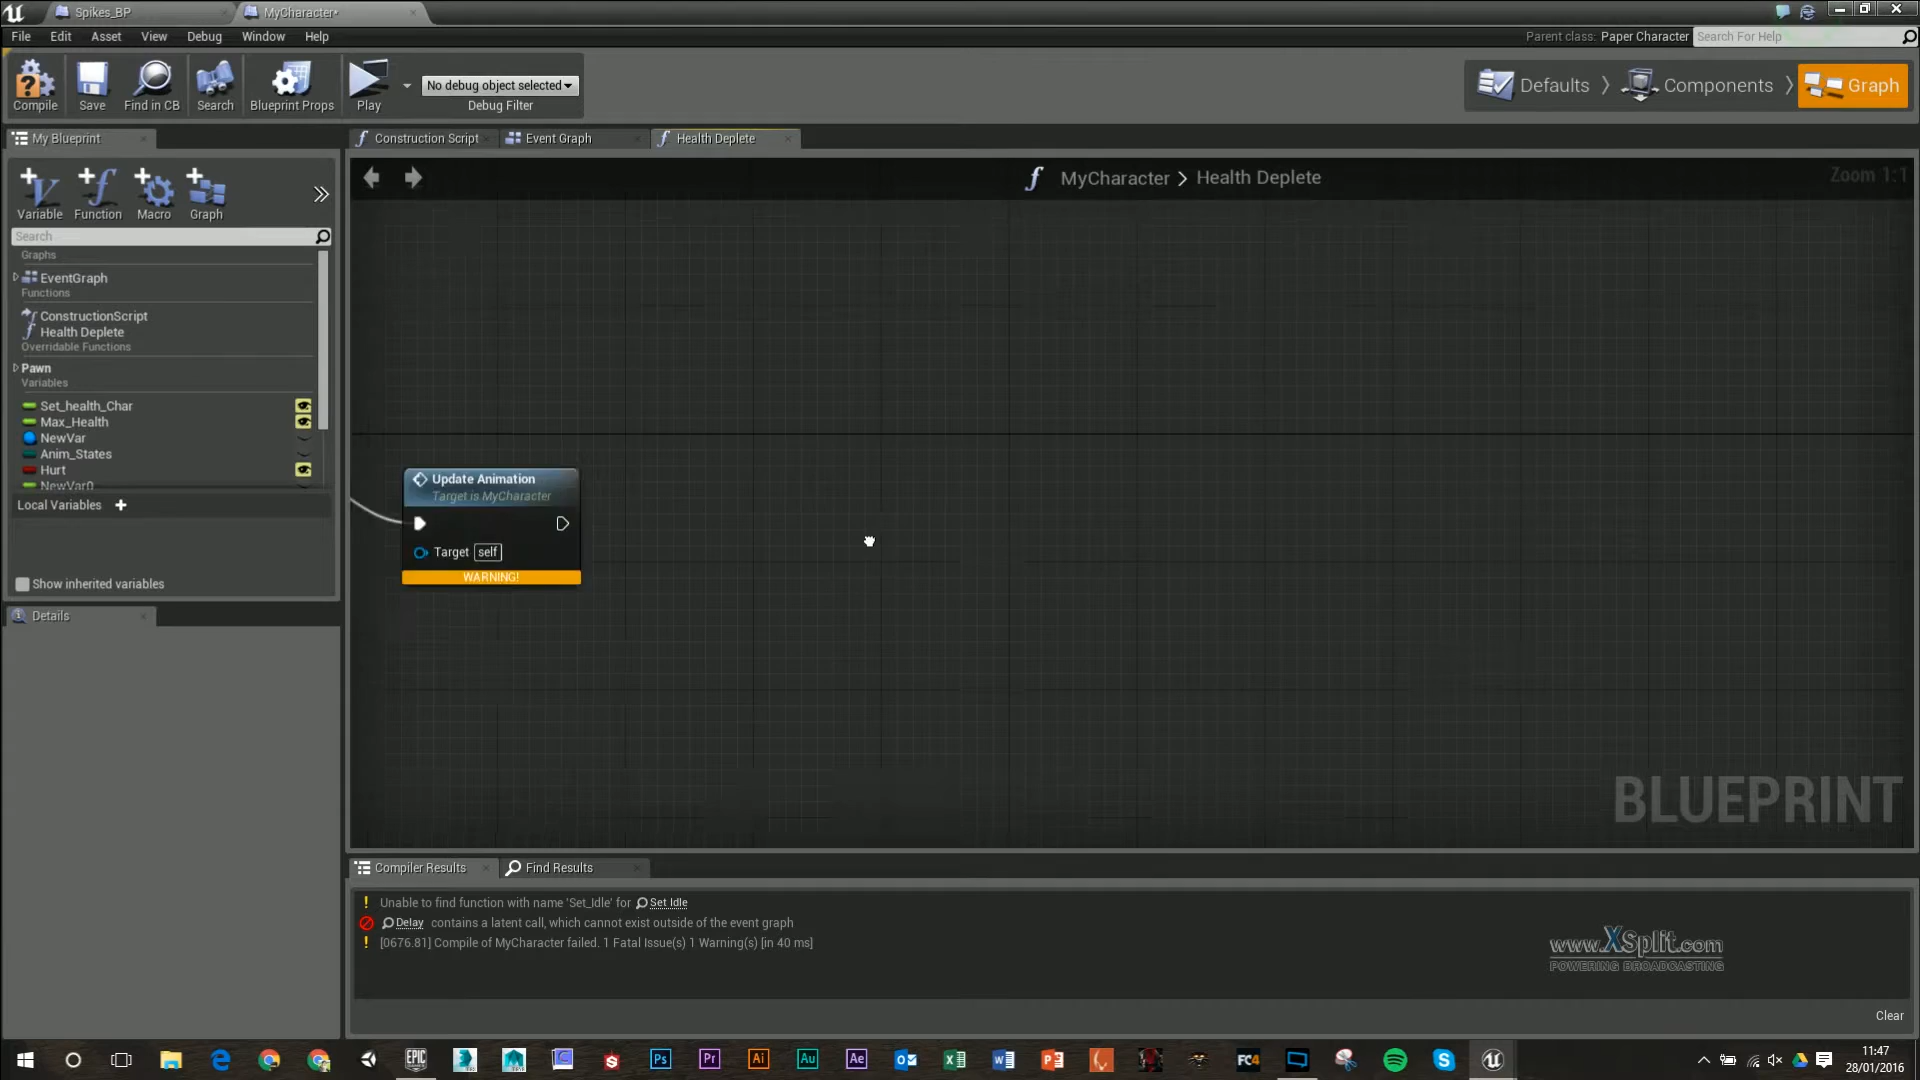 Spikes_BP
MyCharacter*
File Edit Asset View Debug Window Help
Parent class: Paper Character
Search For Help
Compile
Save
Find in CB
Search
Blueprint Props
Play
No debug object selected
Debug Filter
Defaults
Components
Graph
My Blueprint
Construction Script
Event Graph
Health Deplete
Variable
Function
Macro
Graph
MyCharacter > Health Deplete
Zoom 1:1
Search
Graphs
EventGraph
Functions
ConstructionScript
Health Deplete
Overridable Functions
Pawn
Variables
Set_health_Char
Max_Health
NewVar
Anim_States
Hurt
NewVar0
Local Variables
Show inherited variables
Details
Update Animation
Target is MyCharacter
Target self
WARNING!
BLUEPRINT
Compiler Results
Find Results
Unable to find function with name 'Set_Idle' for Set Idle
Delay contains a latent call, which cannot exist outside of the event graph
[0676.81] Compile of MyCharacter failed. 1 Fatal Issue(s) 1 Warning(s) [in 40 ms]
www.XSplit.com
POWERING BROADCASTING
Clear
EPIC
Ps
Pr
Ai
Au
Ae
FC4
11:47
28/01/2016